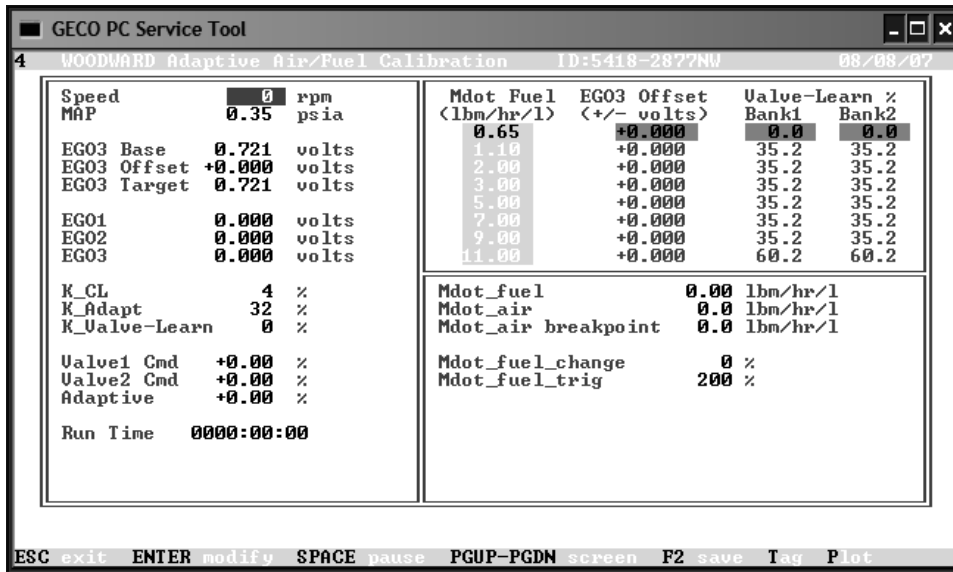 GECO PC Service Tool
4 WOODWARD Adaptive Air/Fuel Calibration ID:5418-2877NW 08/08/07
Speed 0 rpm
MAP 0.35 psia
EGO3 Base 0.721 volts
EGO3 Offset +0.000 volts
EGO3 Target 0.721 volts
EGO1 0.000 volts
EGO2 0.000 volts
EGO3 0.000 volts
K_CL 4 %
K_Adapt 32 %
K_Valve-Learn 0 %
Valve1 Cmd +0.00 %
Valve2 Cmd +0.00 %
Adaptive +0.00 %
Run Time 0000:00:00
Mdot Fuel EGO3 Offset Valve-Learn %
(lbm/hr/l) (+/- volts) Bank1 Bank2
0.65 +0.000 0.0 0.0
1.10 +0.000 35.2 35.2
2.00 +0.000 35.2 35.2
3.00 +0.000 35.2 35.2
5.00 +0.000 35.2 35.2
7.00 +0.000 35.2 35.2
9.00 +0.000 35.2 35.2
11.00 +0.000 60.2 60.2
Mdot_fuel 0.00 lbm/hr/l
Mdot_air 0.0 lbm/hr/l
Mdot_air breakpoint 0.0 lbm/hr/l
Mdot_fuel_change 0 %
Mdot_fuel_trig 200 %
ESC exit ENTER modify SPACE pause PGUP-PGDN screen F2 save Tag Plot